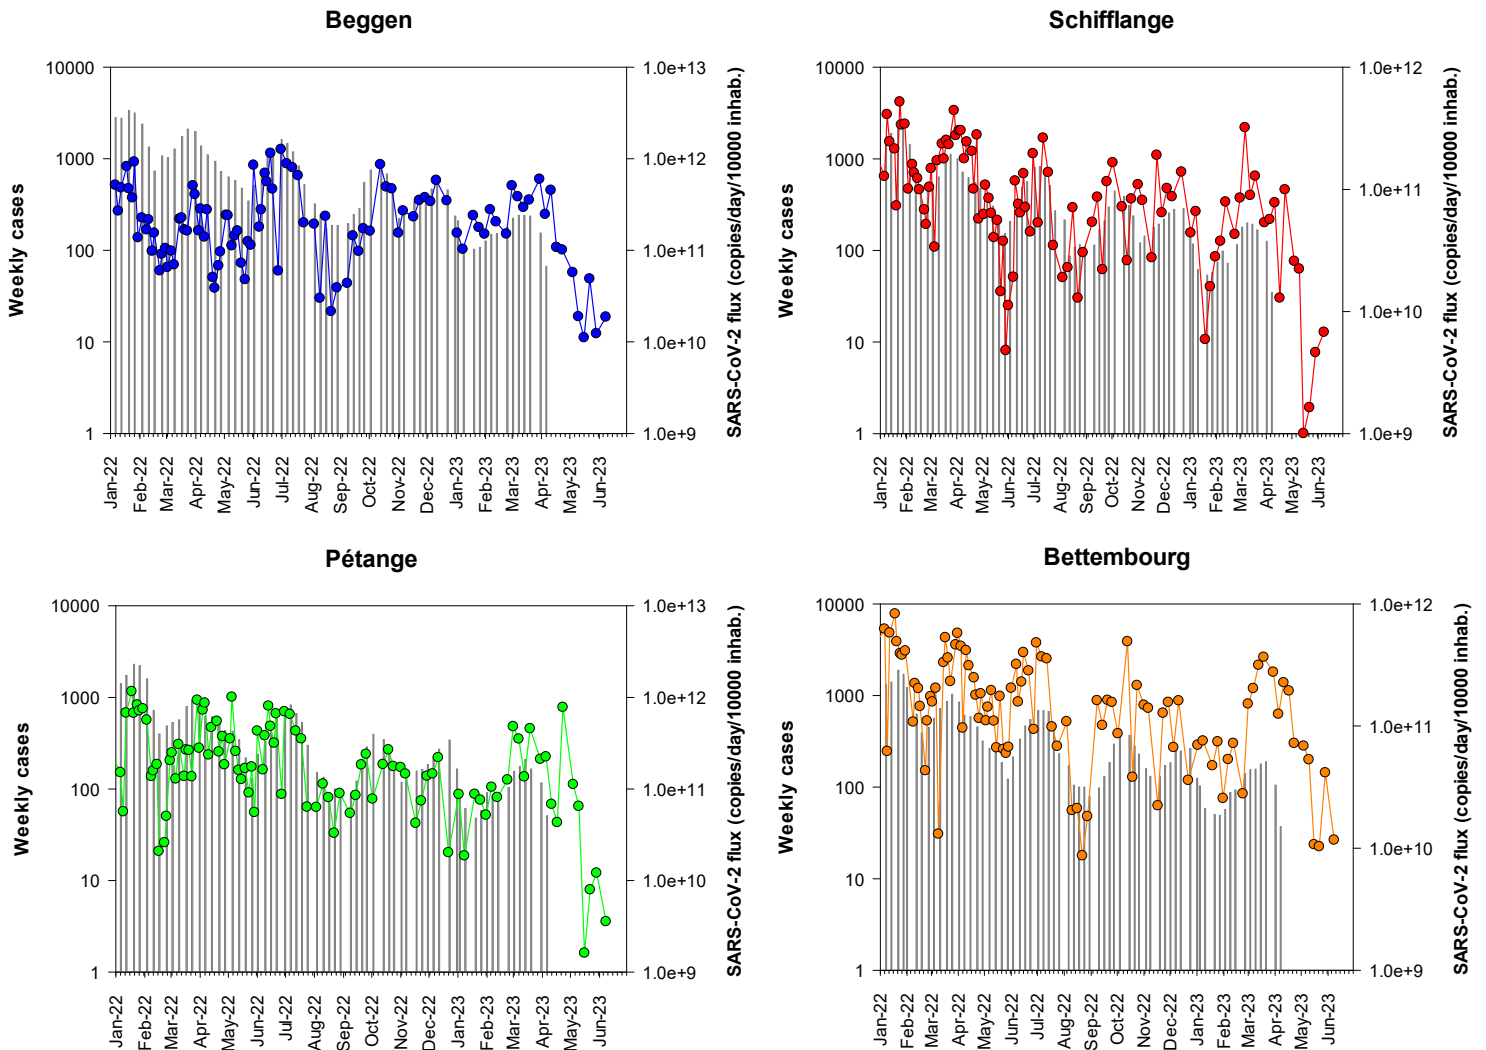 Beggen
Weekly cases
10000
1000
100
10
1
1.0e+13
1.0e+12
1.0e+11
1.0e+10
1.0e+9
SARS-CoV-2 flux (copies/day/10000 inhab.)
Jan-22
Feb-22
Mar-22
Apr-22
May-22
Jun-22
Jul-22
Aug-22
Sep-22
Oct-22
Nov-22
Dec-22
Jan-23
Feb-23
Mar-23
Apr-23
May-23
Jun-23
Schifflange
Weekly cases
10000
1000
100
10
1
1.0e+12
1.0e+11
1.0e+10
1.0e+9
SARS-CoV-2 flux (copies/day/10000 inhab.)
Jan-22
Feb-22
Mar-22
Apr-22
May-22
Jun-22
Jul-22
Aug-22
Sep-22
Oct-22
Nov-22
Dec-22
Jan-23
Feb-23
Mar-23
Apr-23
May-23
Jun-23
Pétange
Weekly cases
10000
1000
100
10
1
1.0e+13
1.0e+12
1.0e+11
1.0e+10
1.0e+9
SARS-CoV-2 flux (copies/day/10000 inhab.)
Jan-22
Feb-22
Mar-22
Apr-22
May-22
Jun-22
Jul-22
Aug-22
Sep-22
Oct-22
Nov-22
Dec-22
Jan-23
Feb-23
Mar-23
Apr-23
May-23
Jun-23
Bettembourg
Weekly cases
10000
1000
100
10
1
1.0e+12
1.0e+11
1.0e+10
1.0e+9
SARS-CoV-2 flux (copies/day/10000 inhab.)
Jan-22
Feb-22
Mar-22
Apr-22
May-22
Jun-22
Jul-22
Aug-22
Sep-22
Oct-22
Nov-22
Dec-22
Jan-23
Feb-23
Mar-23
Apr-23
May-23
Jun-23